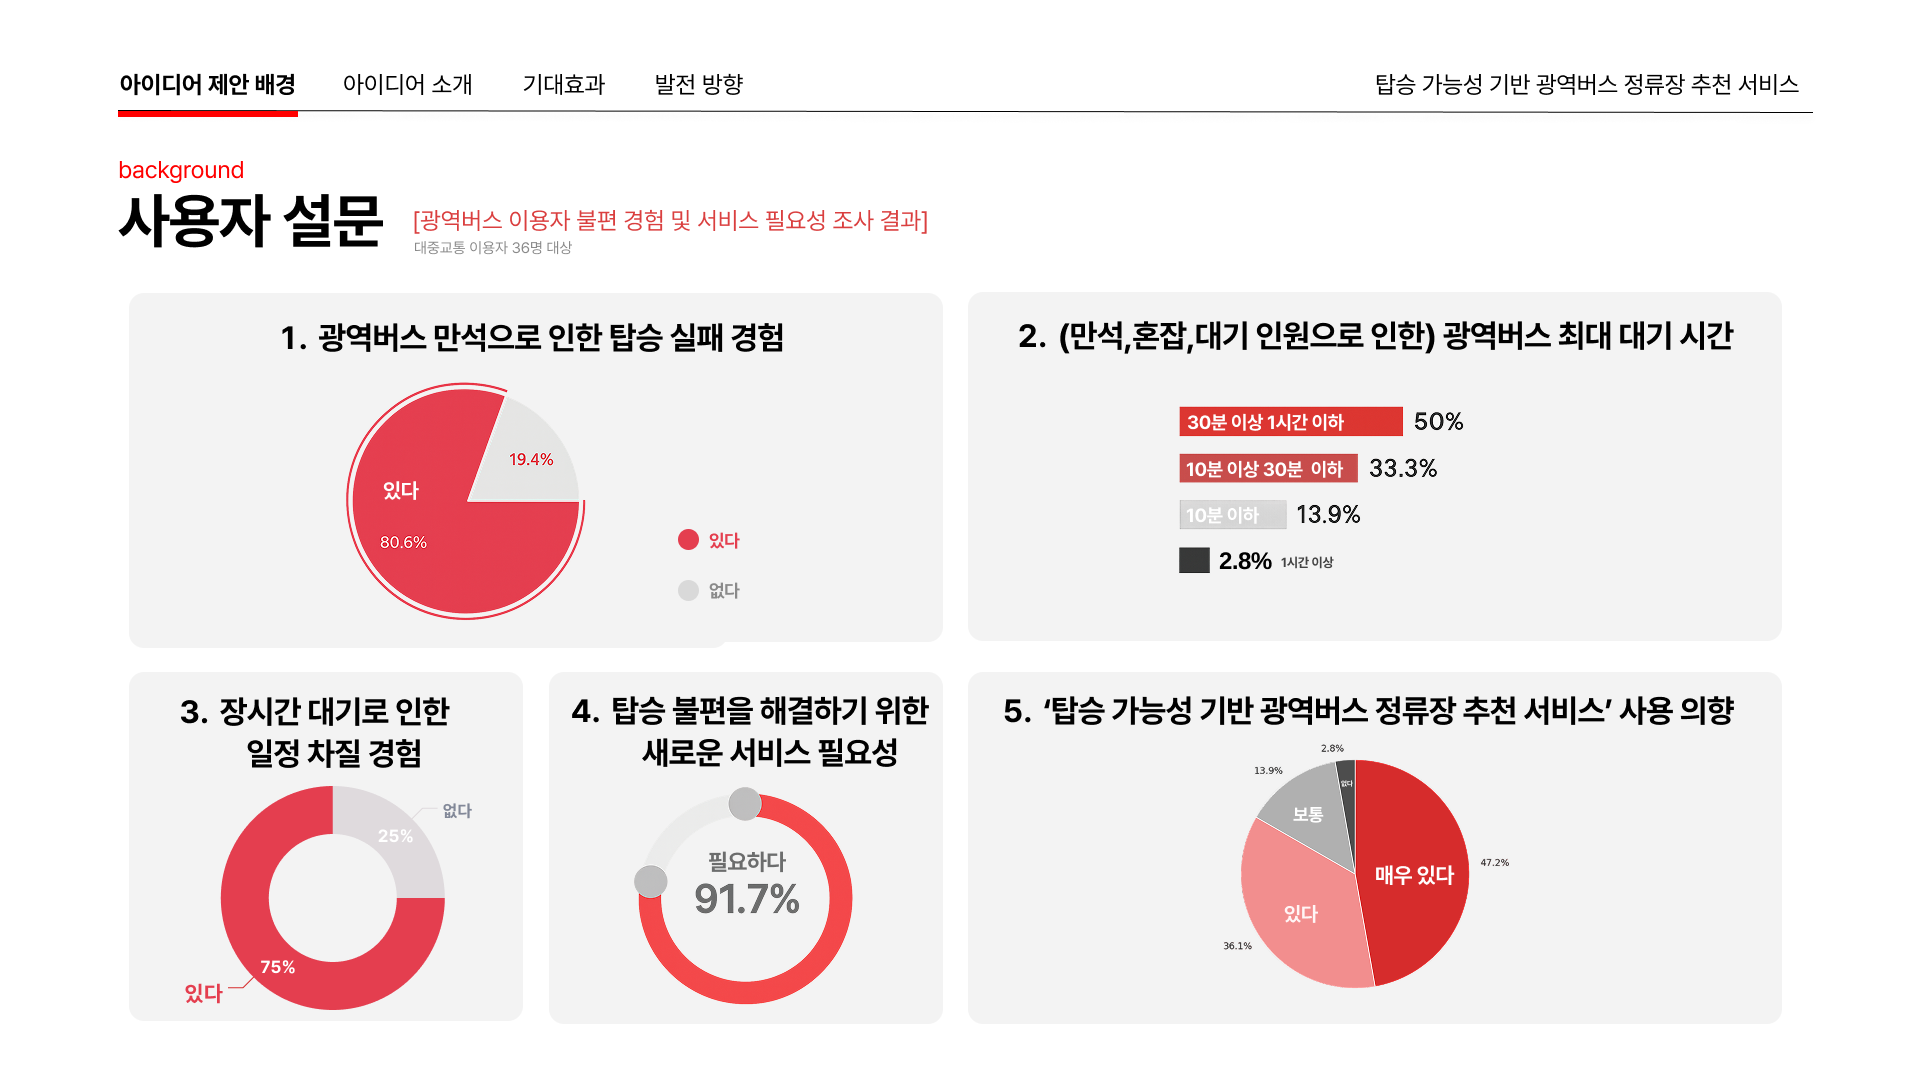 아이디어 제안 배경 아이디어 소개 기대효과 발전 방향 탑승 가능성 기반 광역버스 정류장 추천 서비스
background
사용자 설문 [광역버스 이용자 불편 경험 및 서비스 필요성 조사 결과]
대중교통 이용자 36명 대상
1. 광역버스 만석으로 인한 탑승 실패 경험
19.4%
있다
80.6%
있다
없다
2. (만석,혼잡,대기 인원으로 인한) 광역버스 최대 대기 시간
30분 이상 1시간 이하 50%
10분 이상 30분 이하 33.3%
10분 이하 13.9%
2.8% 1시간 이상
3. 장시간 대기로 인한
일정 차질 경험
없다
25%
75%
있다
4. 탑승 불편을 해결하기 위한
새로운 서비스 필요성
필요하다
91.7%
5. ‘탑승 가능성 기반 광역버스 정류장 추천 서비스’ 사용 의향
2.8%
13.9%
없다
보통
47.2%
매우 있다
있다
36.1%